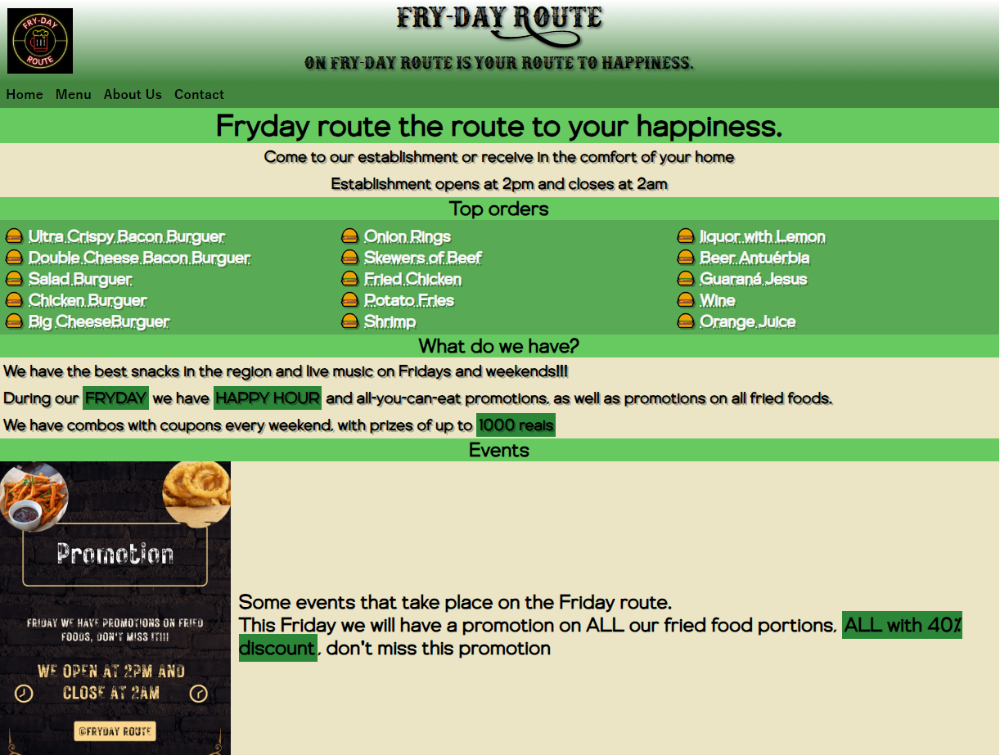 FRY-DAY
ROUTE
FRY-DAY ROUTE
ON FRY-DAY ROUTE IS YOUR ROUTE TO HAPPINESS.
Home Menu About Us Contact
Fryday route the route to your happiness.
Come to our establishment or receive in the comfort of your home
Establishment opens at 2pm and closes at 2am
Top orders
Ultra Crispy Bacon Burguer
Double Cheese Bacon Burguer
Salad Burguer
Chicken Burguer
Big CheeseBurguer
Onion Rings
Skewers of Beef
Fried Chicken
Potato Fries
Shrimp
liquor with Lemon
Beer Antuérbia
Guaraná Jesus
Wine
Orange Juice
What do we have?
We have the best snacks in the region and live music on Fridays and weekends!!!
During our FRYDAY we have HAPPY HOUR and all-you-can-eat promotions, as well as promotions on all fried foods.
We have combos with coupons every weekend, with prizes of up to 1000 reais
Events
Promotion
FRIDAY WE HAVE PROMOTIONS ON FRIED
FOODS, DON'T MISS IT!!!
WE OPEN AT 2PM AND
CLOSE AT 2AM
@FRYDAY ROUTE
Some events that take place on the Friday route.
This Friday we will have a promotion on ALL our fried food portions, ALL with 40%
discount, don't miss this promotion